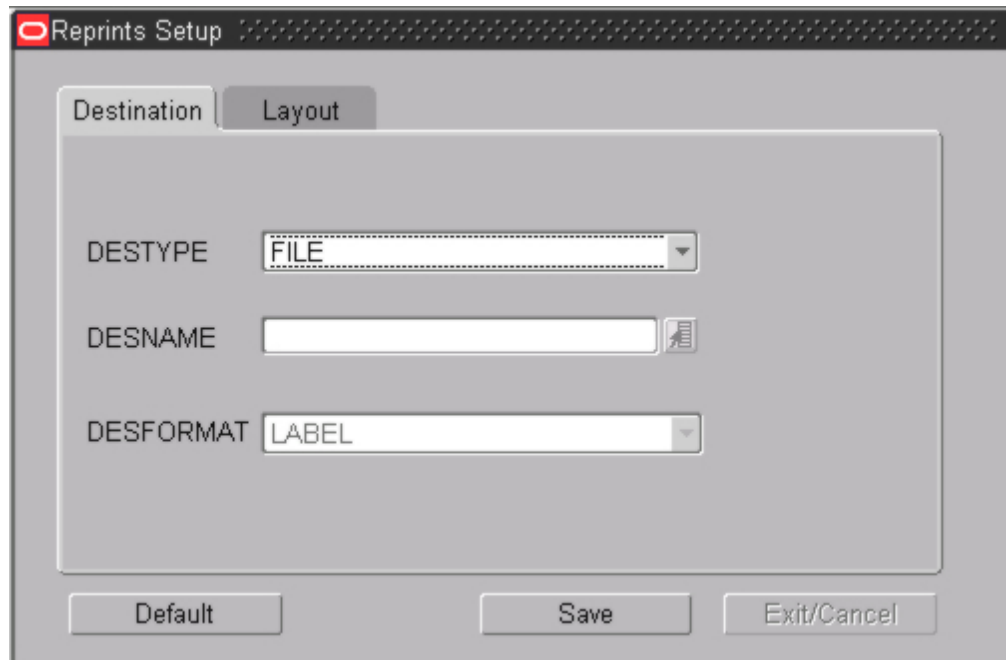 Reprints Setup
Destination Layout
DESTYPE FILE
DESNAME
DESFORMAT LABEL
Default Save Exit/Cancel